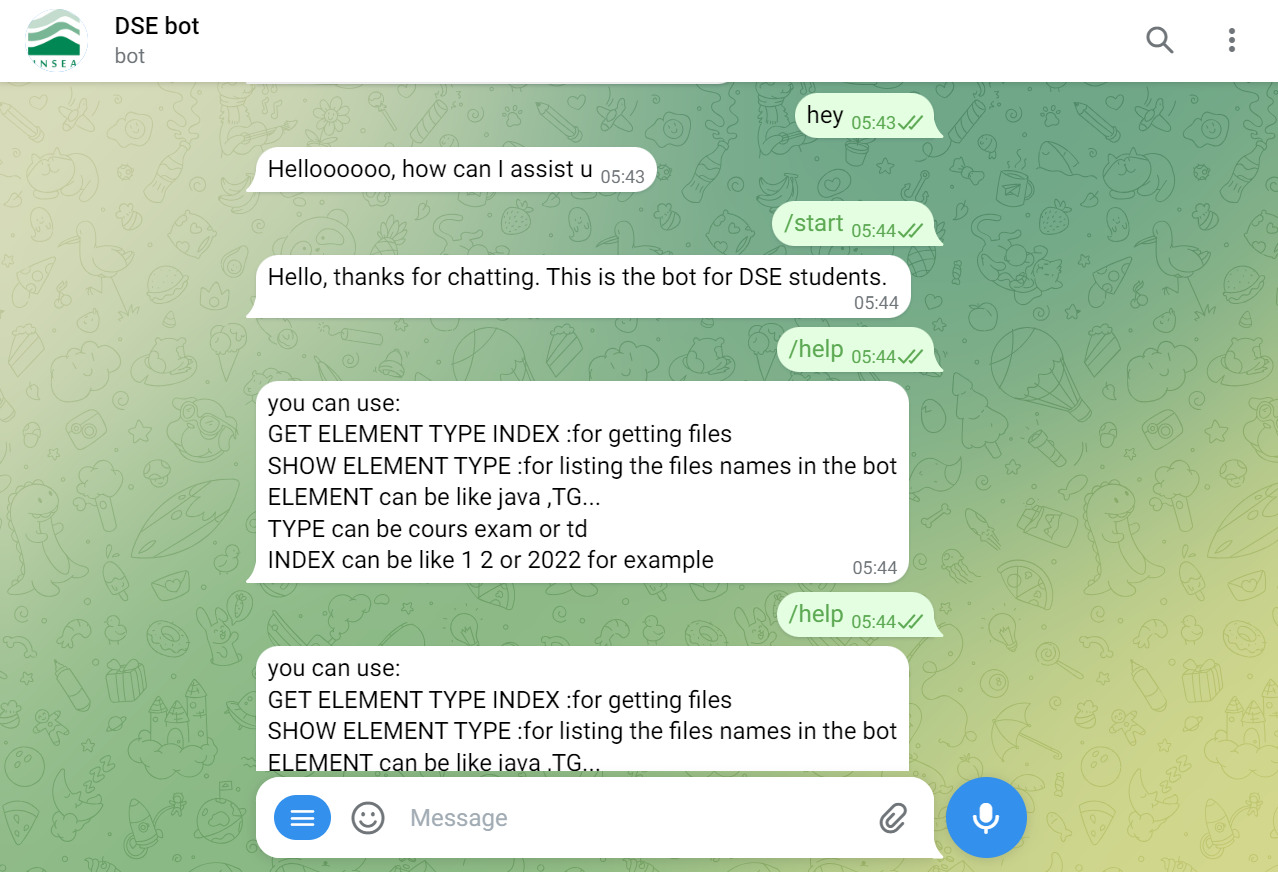 DSE bot
bot
INSEA
hey 05:43
Helloooooo, how can I assist u 05:43
/start 05:44
Hello, thanks for chatting. This is the bot for DSE students.
05:44
/help 05:44
you can use:
GET ELEMENT TYPE INDEX :for getting files
SHOW ELEMENT TYPE :for listing the files names in the bot
ELEMENT can be like java ,TG...
TYPE can be cours exam or td
INDEX can be like 1 2 or 2022 for example 05:44
/help 05:44
you can use:
GET ELEMENT TYPE INDEX :for getting files
SHOW ELEMENT TYPE :for listing the files names in the bot
ELEMENT can be like java ,TG...
Message